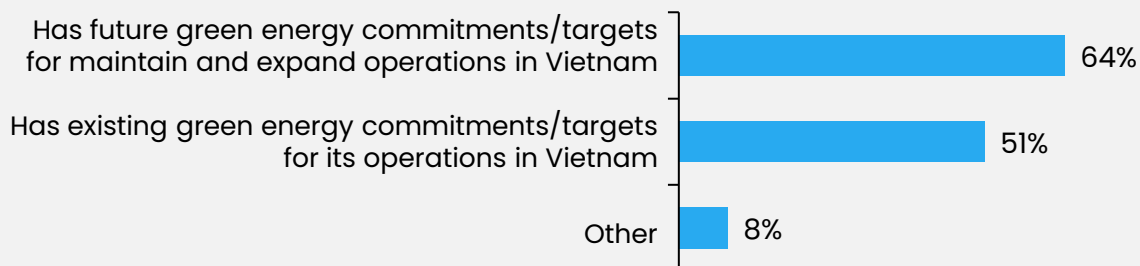 Has future green energy commitments/targets
for maintain and expand operations in Vietnam
64%
Has existing green energy commitments/targets
for its operations in Vietnam
51%
Other
8%